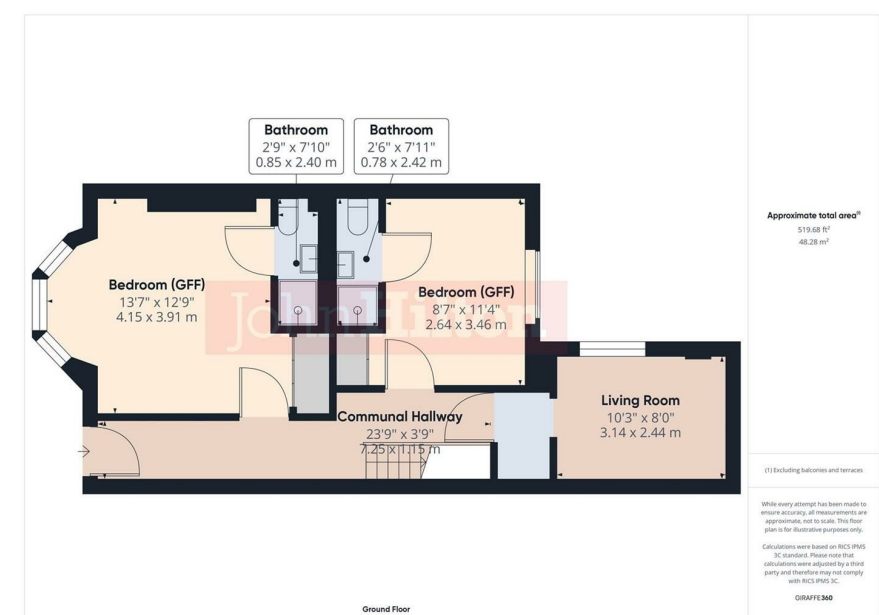 Bathroom
2'9" x 7'10"
0.85 x 2.40 m
Bathroom
2'6" x 7'11"
0.78 x 2.42 m
Bedroom (GFF)
13'7" x 12'9"
4.15 x 3.91 m
Bedroom (GFF)
8'7" x 11'4"
2.64 x 3.46 m
John Hilton
Communal Hallway
23'9" x 3'9"
7.25 x 1.15 m
Living Room
10'3" x 8'0"
3.14 x 2.44 m
Ground Floor
Approximate total area(1)
519.68 ft²
48.28 m²
(1) Excluding balconies and terraces
While every attempt has been made to
ensure accuracy, all measurements are
approximate, not to scale. This floor
plan is for illustrative purposes only.
Calculations were based on RICS IPMS
3C standard. Please note that
calculations were adjusted by a third
party and therefore may not comply
with RICS IPMS 3C.
GIRAFFE360